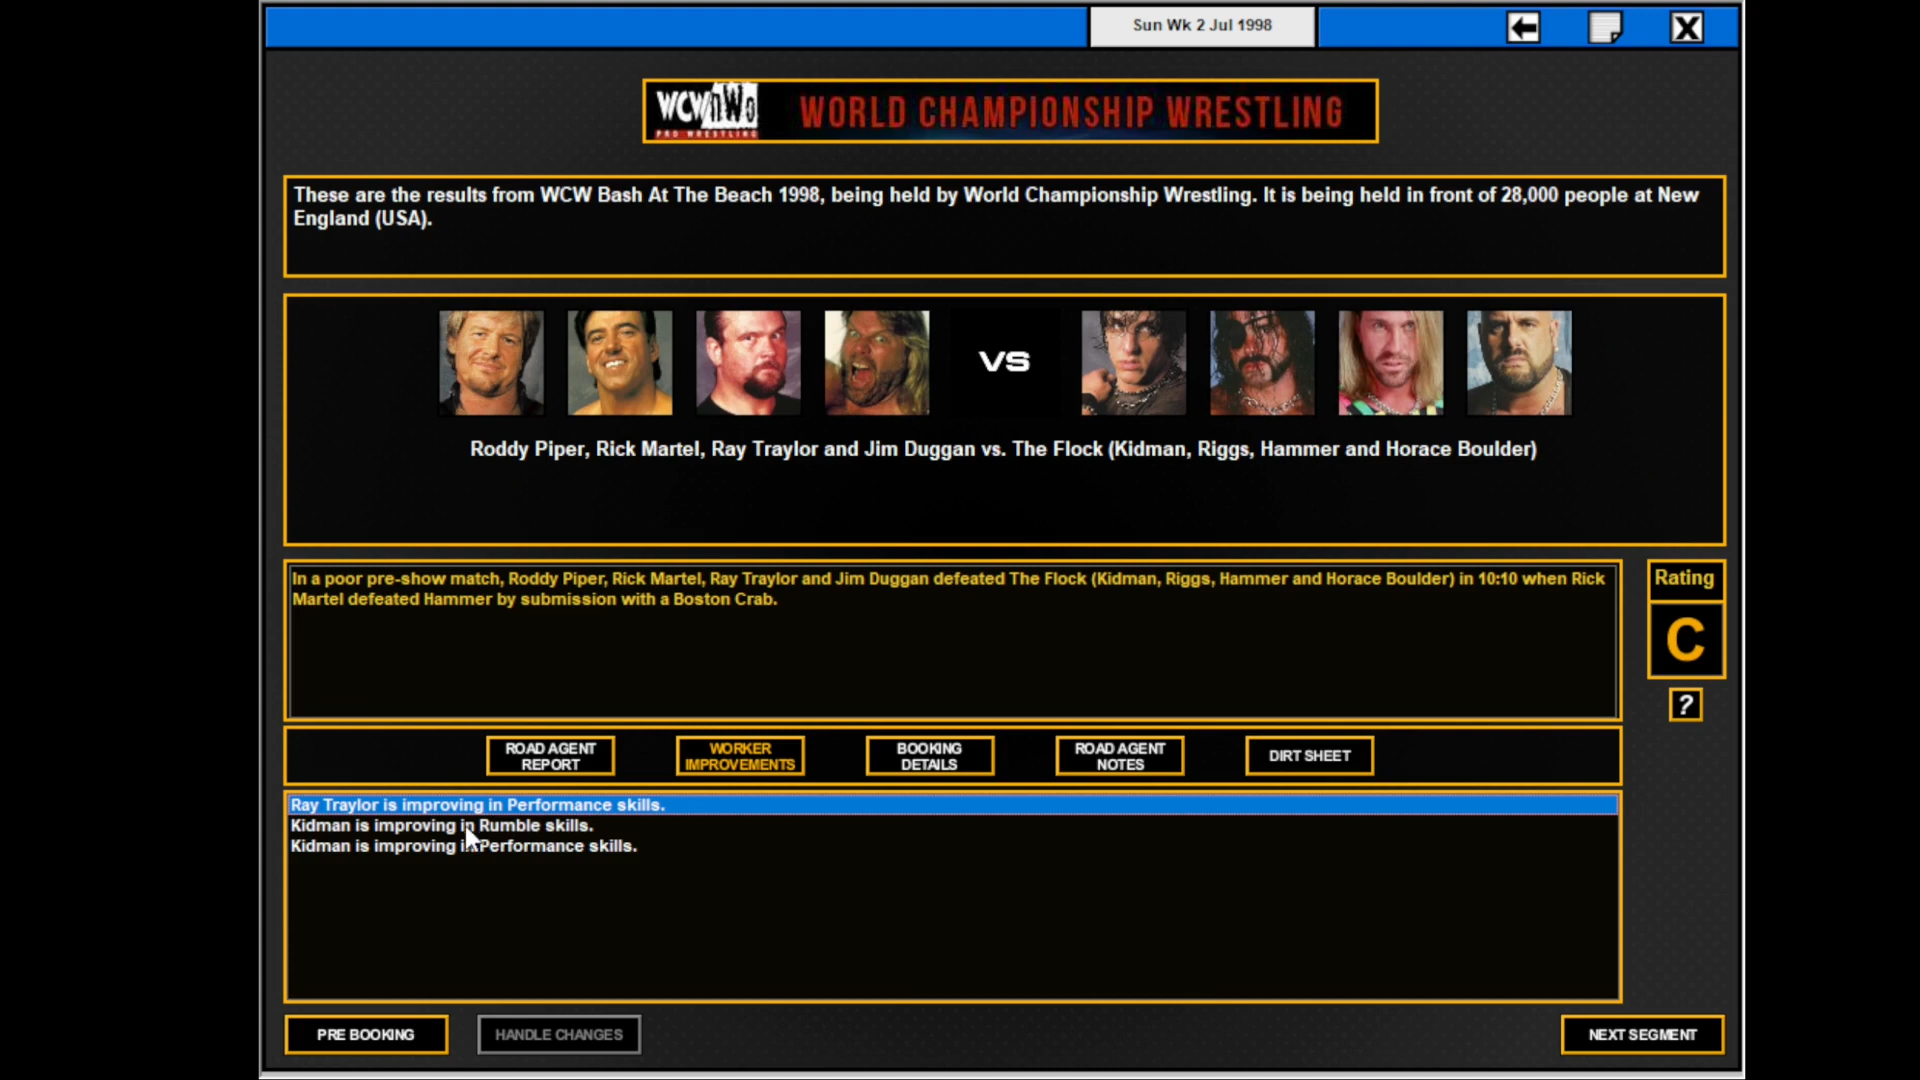 Sun Wk 2 Jul 1998
WCW nWo
PRO WRESTLING
WORLD CHAMPIONSHIP WRESTLING
These are the results from WCW Bash At The Beach 1998, being held by World Championship Wrestling. It is being held in front of 28,000 people at New
England (USA).
VS
Roddy Piper, Rick Martel, Ray Traylor and Jim Duggan vs. The Flock (Kidman, Riggs, Hammer and Horace Boulder)
In a poor pre-show match, Roddy Piper, Rick Martel, Ray Traylor and Jim Duggan defeated The Flock (Kidman, Riggs, Hammer and Horace Boulder) in 10:10 when Rick
Martel defeated Hammer by submission with a Boston Crab.
Rating
C
?
ROAD AGENT
REPORT
WORKER
IMPROVEMENTS
BOOKING
DETAILS
ROAD AGENT
NOTES
DIRT SHEET
Ray Traylor is improving in Performance skills.
Kidman is improving in Rumble skills.
Kidman is improving in Performance skills.
PRE BOOKING
HANDLE CHANGES
NEXT SEGMENT